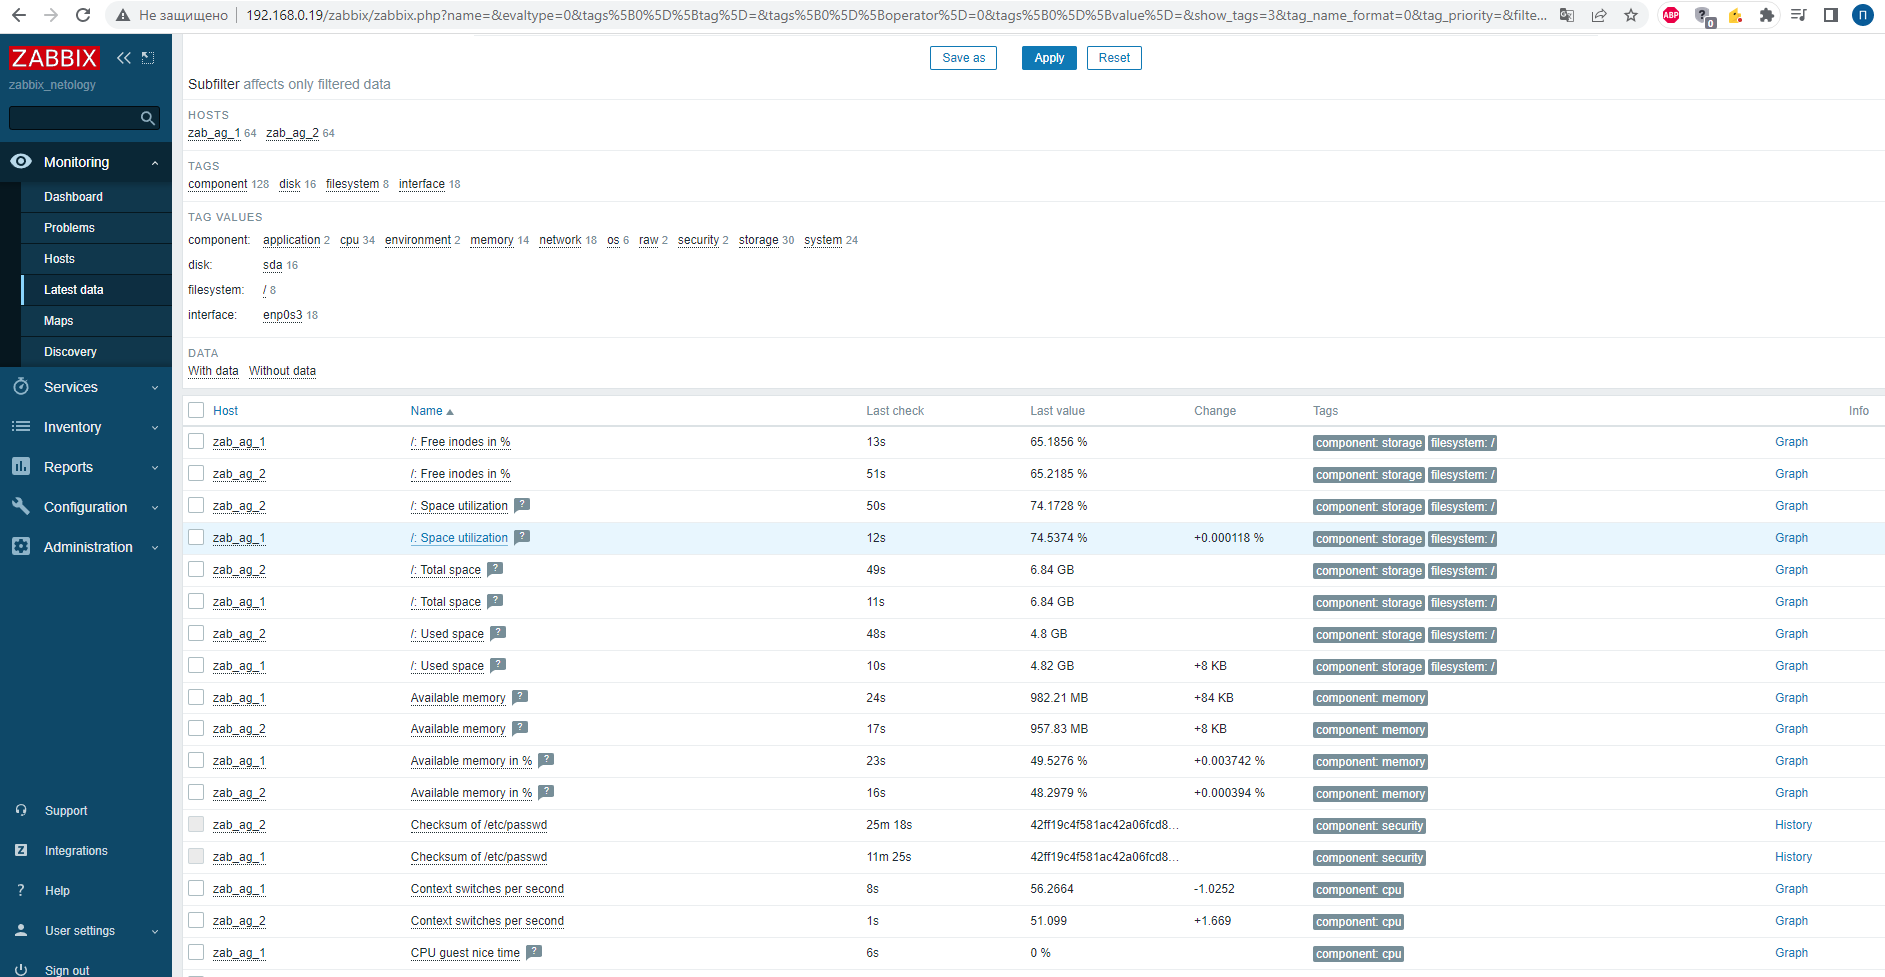 Не защищено 192.168.0.19/zabbix/zabbix.php?name=&evaltype=0&tags%5B0%5D%5Btag%5D=&tags%5B0%5D%5Boperator%5D=0&tags%5B0%5D%5Bvalue%5D=&show_tags=3&tag_name_format=0&tag_priority=&filte... ABP 0 П
ZABBIX
zabbix_netology
Monitoring
Dashboard
Problems
Hosts
Latest data
Maps
Discovery
Services
Inventory
Reports
Configuration
Administration
Support
Z Integrations
? Help
User settings
Sign out
Save as Apply Reset
Subfilter affects only filtered data
HOSTS
zab_ag_1 64 zab_ag_2 64
TAGS
component 128 disk 16 filesystem 8 interface 18
TAG VALUES
component: application 2 cpu 34 environment 2 memory 14 network 18 os 6 raw 2 security 2 storage 30 system 24
disk: sda 16
filesystem: / 8
interface: enp0s3 18
DATA
With data Without data
Host Name Last check Last value Change Tags Info
zab_ag_1 /: Free inodes in % 13s 65.1856 % component: storage filesystem: / Graph
zab_ag_2 /: Free inodes in % 51s 65.2185 % component: storage filesystem: / Graph
zab_ag_2 /: Space utilization ? 50s 74.1728 % component: storage filesystem: / Graph
zab_ag_1 /: Space utilization ? 12s 74.5374 % +0.000118 % component: storage filesystem: / Graph
zab_ag_2 /: Total space ? 49s 6.84 GB component: storage filesystem: / Graph
zab_ag_1 /: Total space ? 11s 6.84 GB component: storage filesystem: / Graph
zab_ag_2 /: Used space ? 48s 4.8 GB component: storage filesystem: / Graph
zab_ag_1 /: Used space ? 10s 4.82 GB +8 KB component: storage filesystem: / Graph
zab_ag_1 Available memory ? 24s 982.21 MB +84 KB component: memory Graph
zab_ag_2 Available memory ? 17s 957.83 MB +8 KB component: memory Graph
zab_ag_1 Available memory in % ? 23s 49.5276 % +0.003742 % component: memory Graph
zab_ag_2 Available memory in % ? 16s 48.2979 % +0.000394 % component: memory Graph
zab_ag_2 Checksum of /etc/passwd 25m 18s 42ff19c4f581ac42a06fcd8... component: security History
zab_ag_1 Checksum of /etc/passwd 11m 25s 42ff19c4f581ac42a06fcd8... component: security History
zab_ag_1 Context switches per second 8s 56.2664 -1.0252 component: cpu Graph
zab_ag_2 Context switches per second 1s 51.099 +1.669 component: cpu Graph
zab_ag_1 CPU guest nice time ? 6s 0 % component: cpu Graph